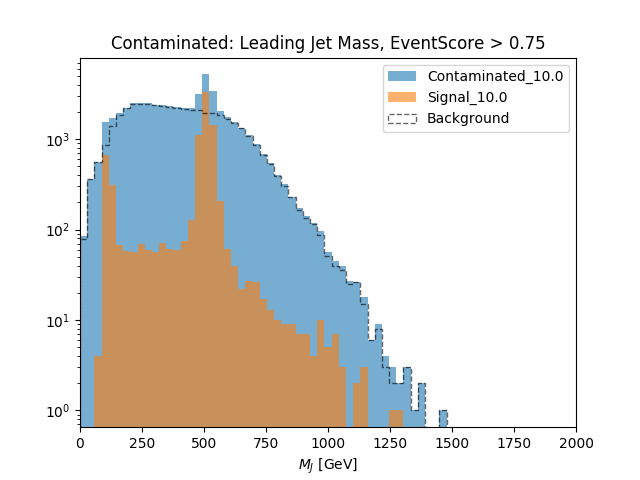 Contaminated: Leading Jet Mass, EventScore > 0.75
Contaminated_10.0
Signal_10.0
Background
10³
10²
10¹
10⁰
0 250 500 750 1000 1250 1500 1750 2000
M_J [GeV]